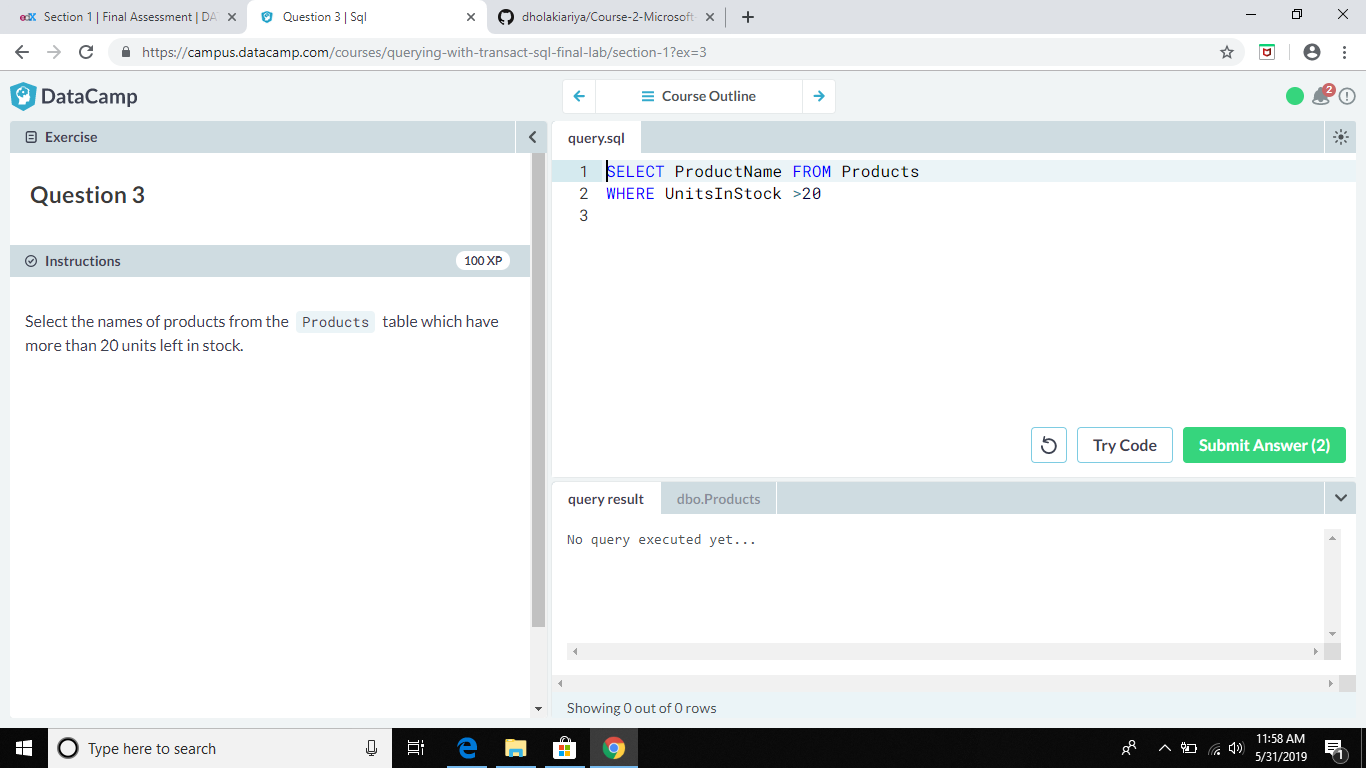 Section 1 | Final Assessment | DA
Question 3 | Sql
dholakiariya/Course-2-Microsoft-
https://campus.datacamp.com/courses/querying-with-transact-sql-final-lab/section-1?ex=3
DataCamp
Course Outline
2
Exercise
query.sql
Question 3
Instructions
100 XP
Select the names of products from the Products table which have
more than 20 units left in stock.
1 SELECT ProductName FROM Products
2 WHERE UnitsInStock >20
3
Try Code
Submit Answer (2)
query result
dbo.Products
No query executed yet...
Showing 0 out of 0 rows
Type here to search
11:58 AM
5/31/2019
1